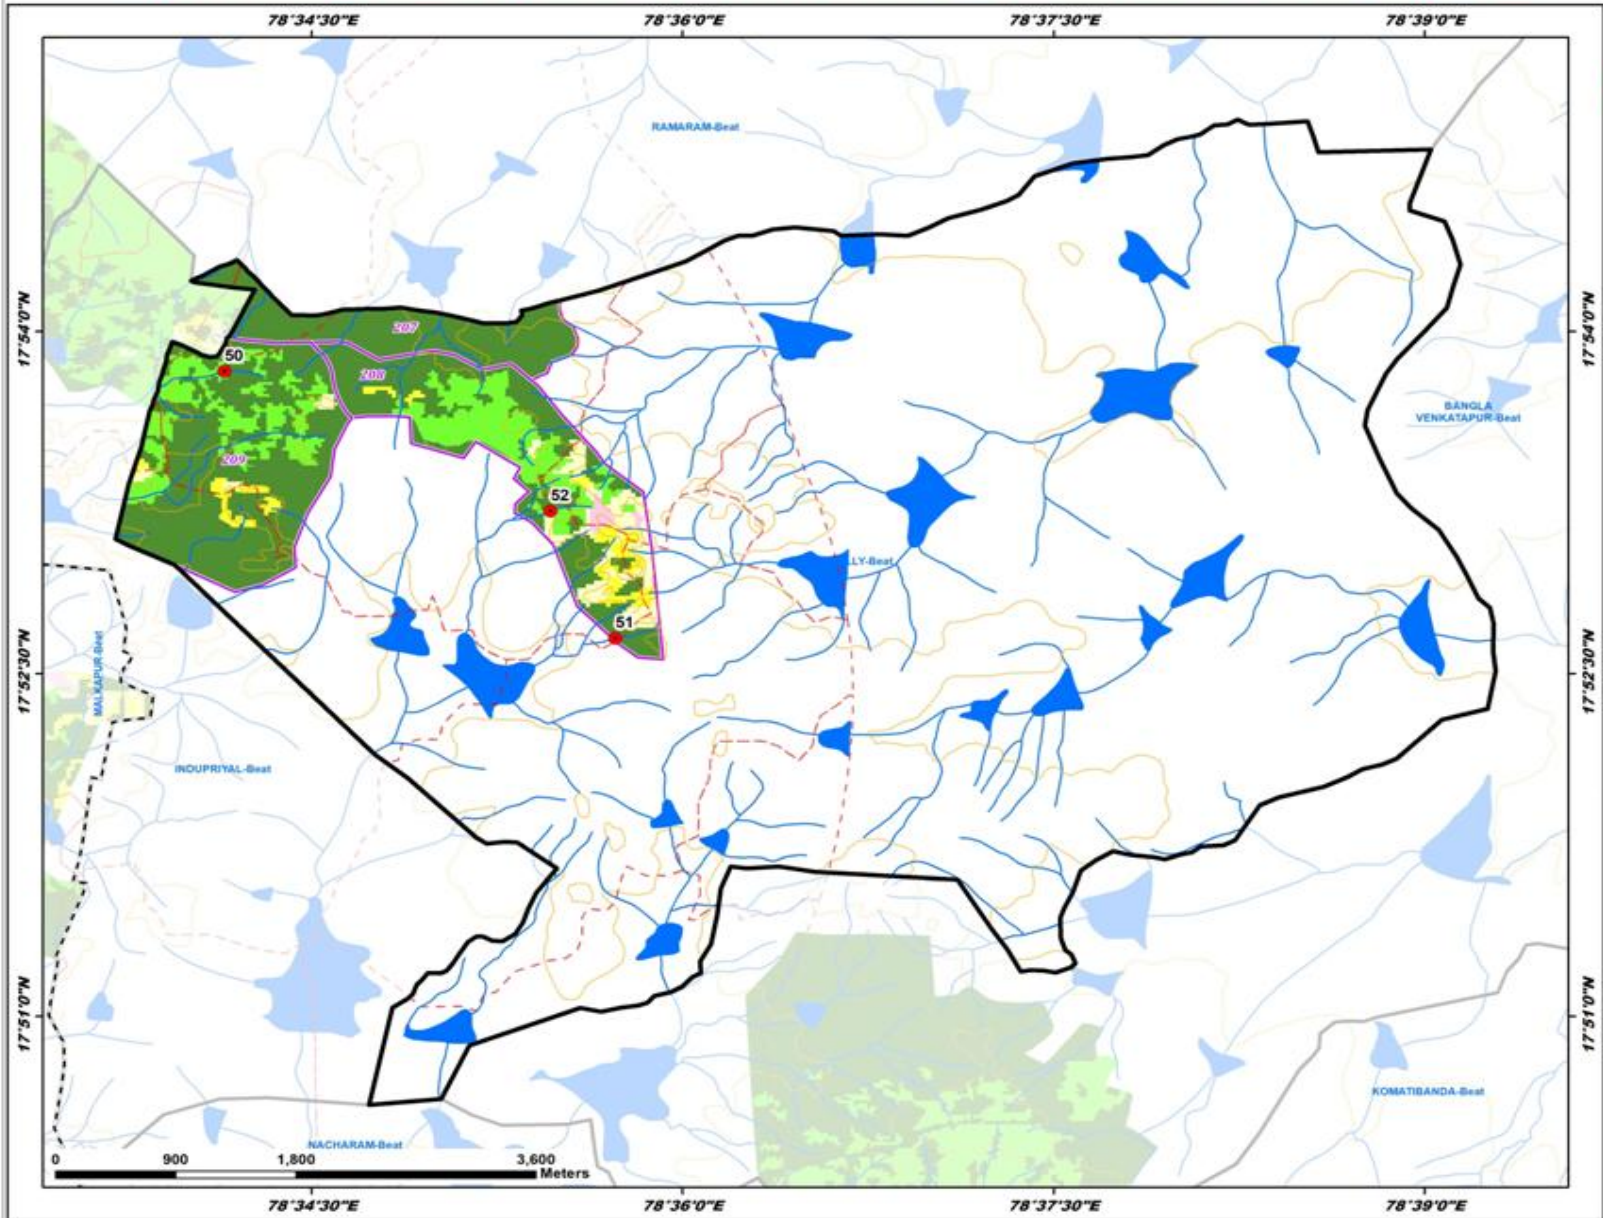 78°34'30"E 78°36'0"E 78°37'30"E 78°39'0"E
RAMARAM-Beat
17°54'0"N
17°54'0"N
207
50
208
BANGLA
VENKATAPUR-Beat
209
52
LLY-Beat
51
17°52'30"N
17°52'30"N
MALKAPUR-Beat
INDUPRIYAL-Beat
17°51'0"N
17°51'0"N
KOMATIBANDA-Beat
NACHARAM-Beat
0 900 1,800 3,600
Meters
78°34'30"E 78°36'0"E 78°37'30"E 78°39'0"E